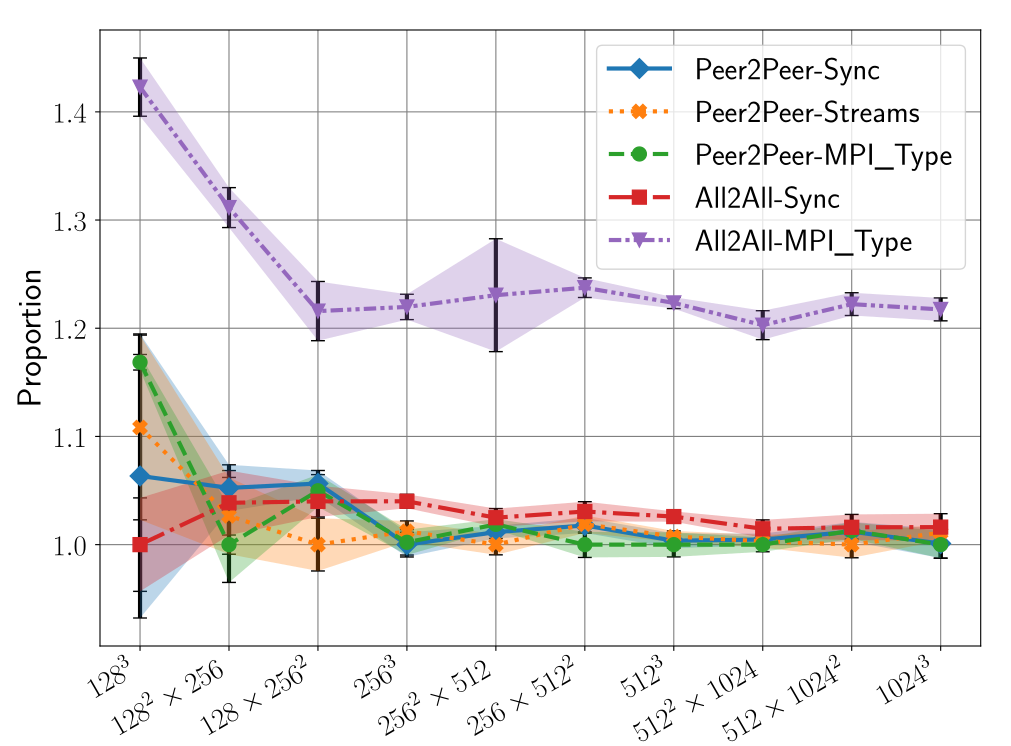 Proportion
1.4
1.3
1.2
1.1
1.0
Peer2Peer-Sync
Peer2Peer-Streams
Peer2Peer-MPI_Type
All2All-Sync
All2All-MPI_Type
128³
128² × 256
128 × 256²
256³
256² × 512
256 × 512²
512³
512² × 1024
512 × 1024²
1024³